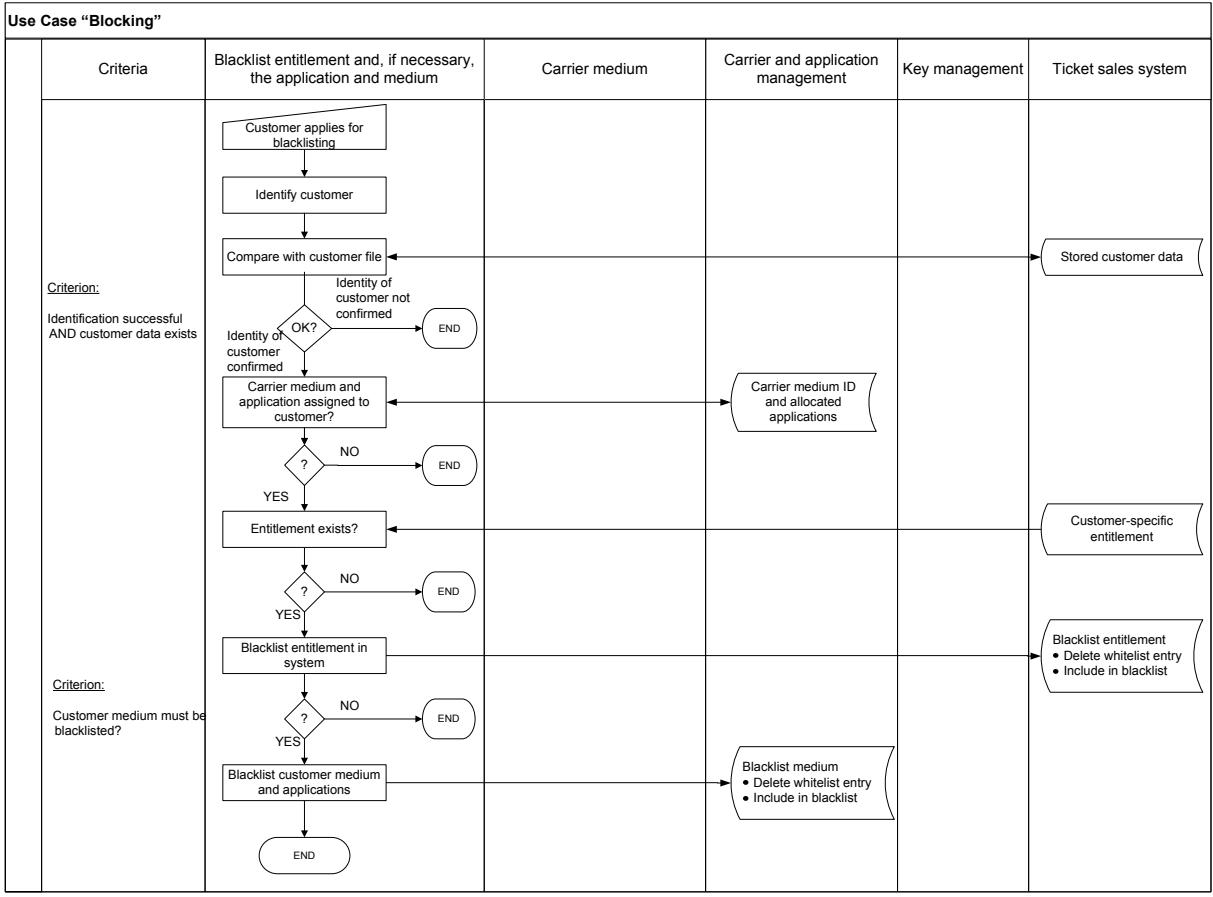 Use Case “Blocking”
Criteria
Blacklist entitlement and, if necessary,
the application and medium
Carrier medium
Carrier and application
management
Key management
Ticket sales system
Customer applies for
blacklisting
Identify customer
Compare with customer file
Stored customer data
Criterion:
Identification successful
AND customer data exists
Identity of
customer not
confirmed
OK?
END
Identity of
customer
confirmed
Carrier medium and
application assigned to
customer?
Carrier medium ID
and allocated
applications
?
NO
END
YES
Entitlement exists?
Customer-specific
entitlement
?
NO
END
YES
Blacklist entitlement in
system
Blacklist entitlement
• Delete whitelist entry
• Include in blacklist
Criterion:
Customer medium must be
blacklisted?
?
NO
END
YES
Blacklist customer medium
and applications
Blacklist medium
• Delete whitelist entry
• Include in blacklist
END